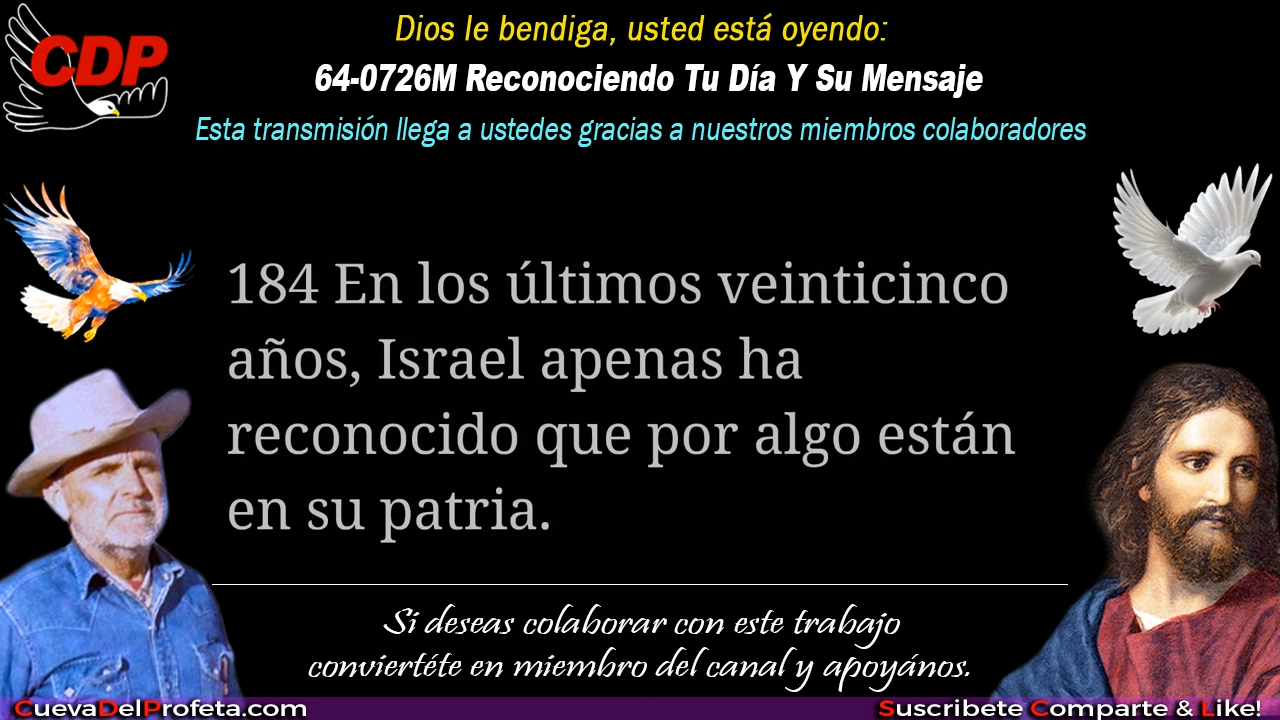 CDP
Dios le bendiga, usted está oyendo:
64-0726M Reconociendo Tu Día Y Su Mensaje
Esta transmisión llega a ustedes gracias a nuestros miembros colaboradores
184 En los últimos veinticinco
años, Israel apenas ha
reconocido que por algo están
en su patria.
Si deseas colaborar con este trabajo
conviertéte en miembro del canal y apoyános.
CuevaDelProfeta.com
Suscribete Comparte & Like!